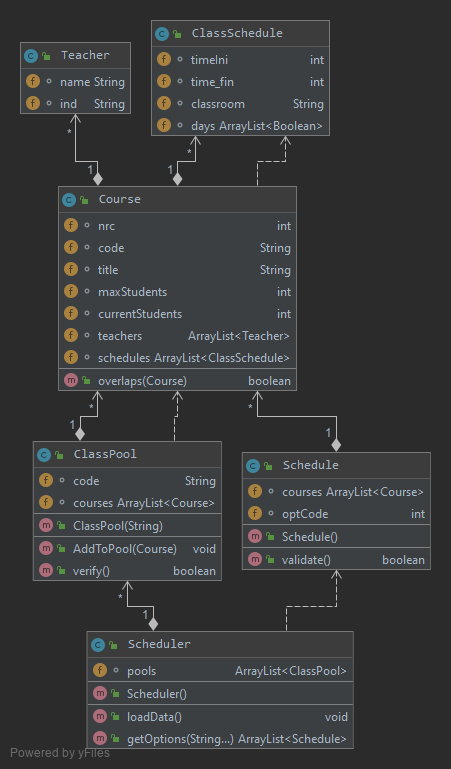 Teacher
name String
ind String
ClassSchedule
timeIni int
time_fin int
classroom String
days ArrayList<Boolean>
*
*
1
1
Course
nrc int
code String
title String
maxStudents int
currentStudents int
teachers ArrayList<Teacher>
schedules ArrayList<ClassSchedule>
overlaps(Course) boolean
*
*
1
1
ClassPool
code String
courses ArrayList<Course>
ClassPool(String)
AddToPool(Course) void
verify() boolean
Schedule
courses ArrayList<Course>
optCode int
Schedule()
validate() boolean
*
1
Scheduler
pools ArrayList<ClassPool>
Scheduler()
loadData() void
getOptions(String...) ArrayList<Schedule>
Powered by yFiles